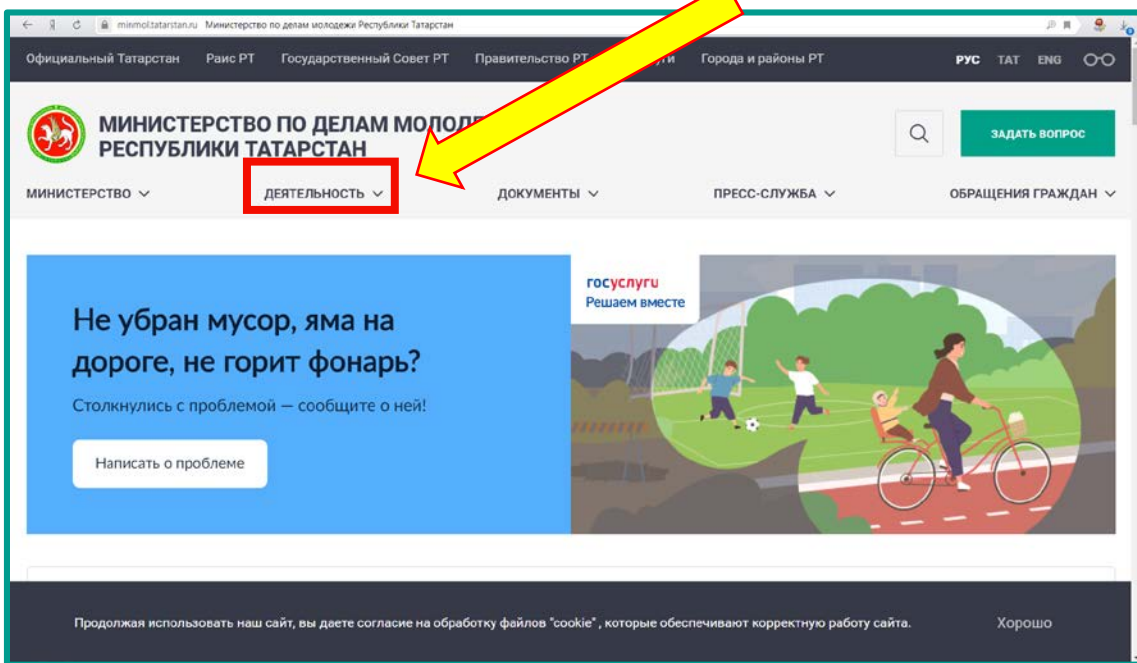 minmol.tatarstan.ru Министерство по делам молодежи Республики Татарстан
Официальный Татарстан Раис РТ Государственный Совет РТ Правительство РТ Города и районы РТ РУС ТАТ ENG
МИНИСТЕРСТВО ПО ДЕЛАМ
РЕСПУБЛИКИ ТАТАРСТАН
ЗАДАТЬ ВОПРОС
МИНИСТЕРСТВО ДЕЯТЕЛЬНОСТЬ ДОКУМЕНТЫ ПРЕСС-СЛУЖБА ОБРАЩЕНИЯ ГРАЖДАН
Не убран мусор, яма на
дороге, не горит фонарь?
Столкнулись с проблемой — сообщите о ней!
Написать о проблеме
госуслуги
Решаем вместе
Продолжая использовать наш сайт, вы даете согласие на обработку файлов "cookie" , которые обеспечивают корректную работу сайта.
Хорошо